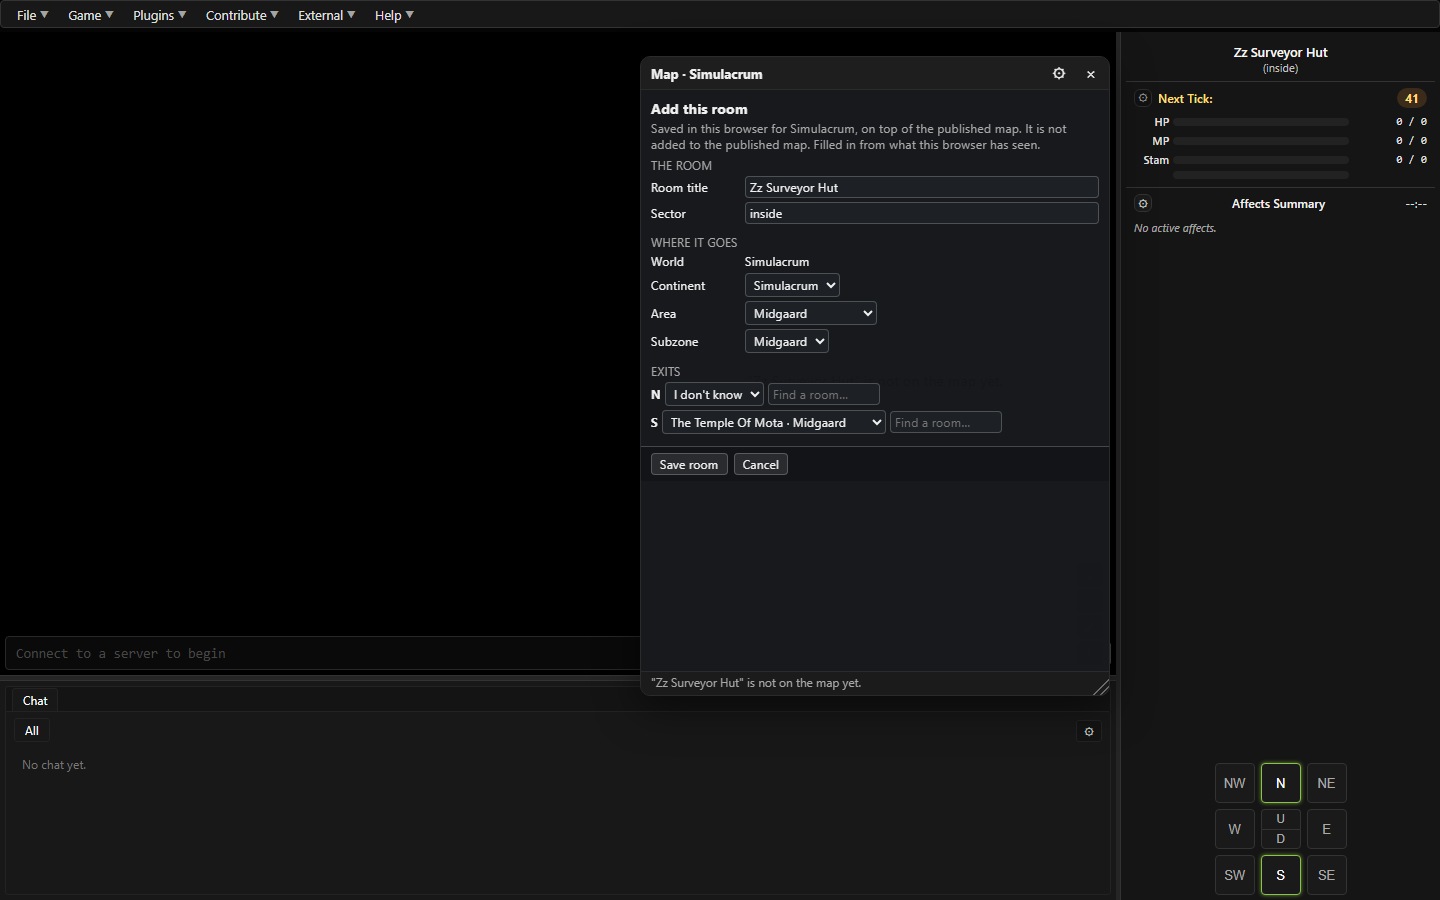 File ▼ Game ▼ Plugins ▼ Contribute ▼ External ▼ Help ▼
Map · Simulacrum
Add this room
Saved in this browser for Simulacrum, on top of the published map. It is not
added to the published map. Filled in from what this browser has seen.
THE ROOM
Room title Zz Surveyor Hut
Sector inside
WHERE IT GOES
World Simulacrum
Continent Simulacrum
Area Midgaard
Subzone Midgaard
EXITS
N I don't know Find a room...
S The Temple Of Mota · Midgaard Find a room...
Save room Cancel
"Zz Surveyor Hut" is not on the map yet.
Connect to a server to begin
Chat
All
No chat yet.
Zz Surveyor Hut
(inside)
Next Tick: 41
HP 0 / 0
MP 0 / 0
Stam 0 / 0
Affects Summary --:--
No active affects.
NW N NE
W U E
D
SW S SE